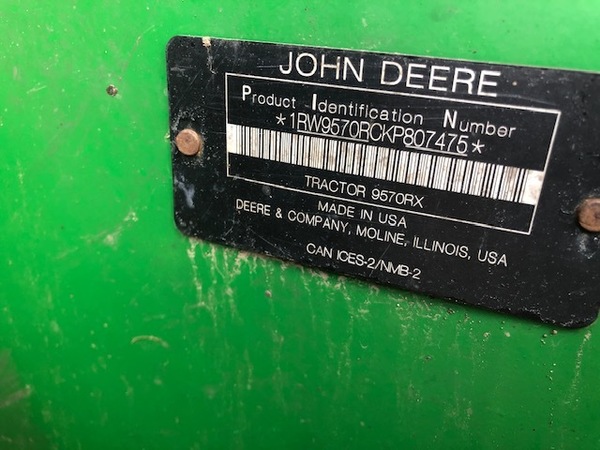 JOHN DEERE
Product Identification Number
*1RW9570RCKP807475*
TRACTOR 9570RX
MADE IN USA
DEERE & COMPANY, MOLINE, ILLINOIS, USA
CAN ICES-2/NMB-2